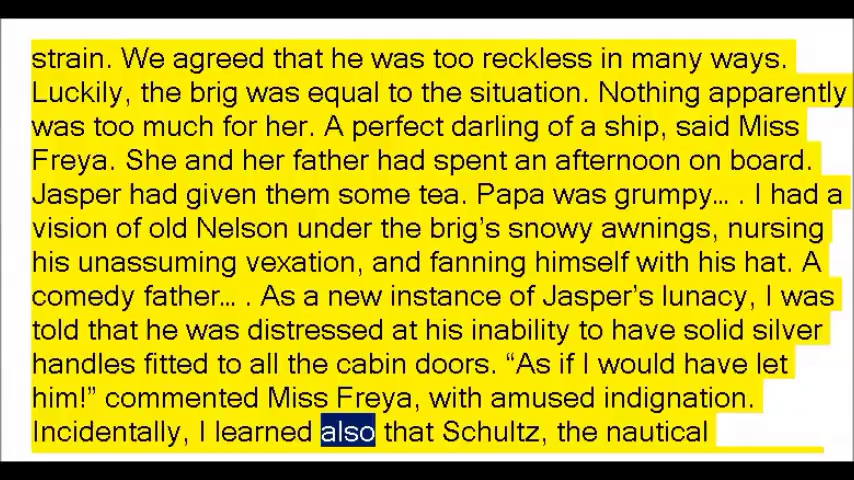 strain. We agreed that he was too reckless in many ways.
Luckily, the brig was equal to the situation. Nothing apparently
was too much for her. A perfect darling of a ship, said Miss
Freya. She and her father had spent an afternoon on board.
Jasper had given them some tea. Papa was grumpy… . I had a
vision of old Nelson under the brig’s snowy awnings, nursing
his unassuming vexation, and fanning himself with his hat. A
comedy father… . As a new instance of Jasper’s lunacy, I was
told that he was distressed at his inability to have solid silver
handles fitted to all the cabin doors. “As if I would have let
him!” commented Miss Freya, with amused indignation.
Incidentally, I learned also that Schultz, the nautical